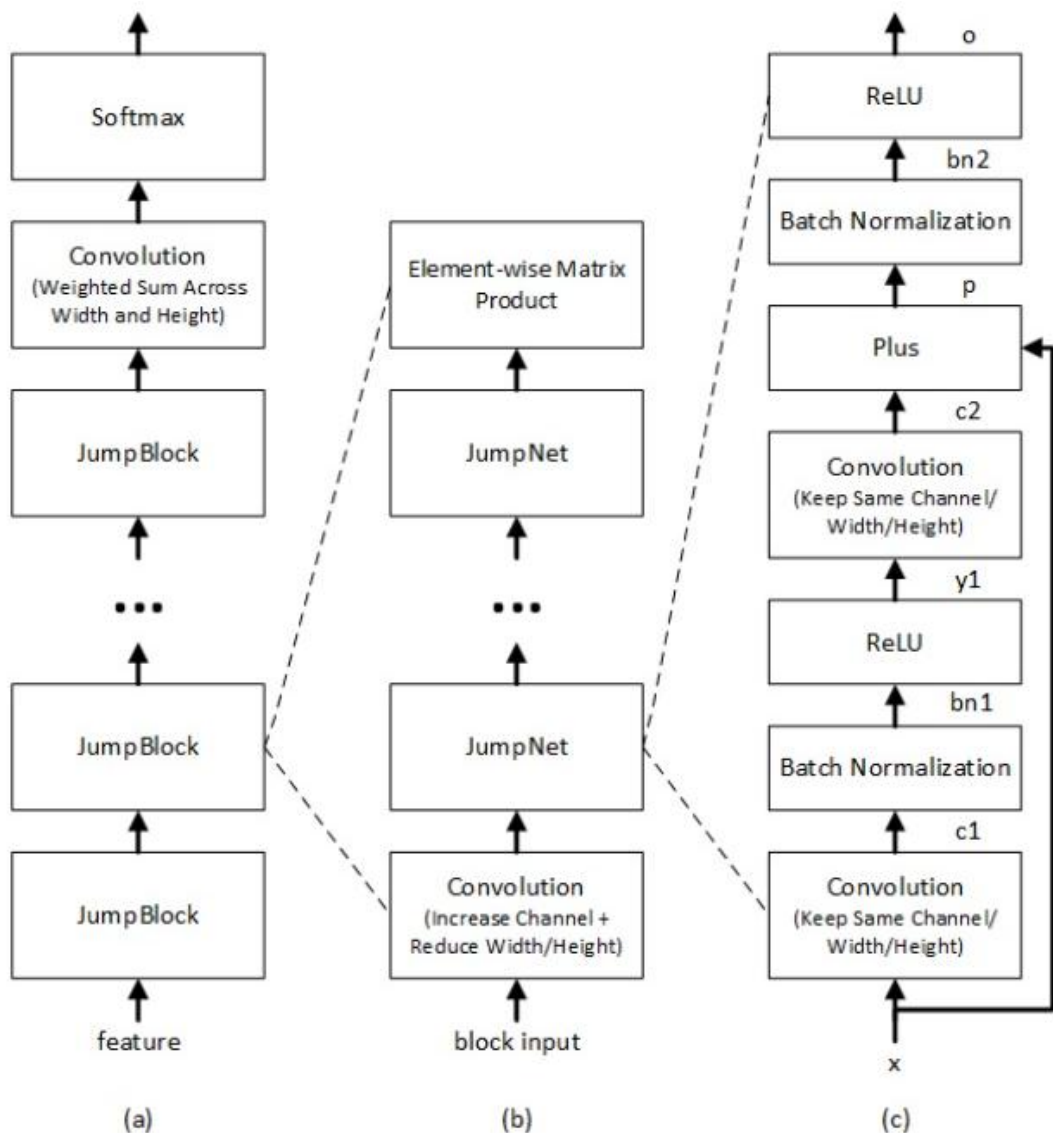 Softmax
Convolution
(Weighted Sum Across
Width and Height)
JumpBlock
...
JumpBlock
JumpBlock
feature
(a)
Element-wise Matrix
Product
JumpNet
...
JumpNet
Convolution
(Increase Channel +
Reduce Width/Height)
block input
(b)
o
ReLU
bn2
Batch Normalization
p
Plus
c2
Convolution
(Keep Same Channel/
Width/Height)
y1
ReLU
bn1
Batch Normalization
c1
Convolution
(Keep Same Channel/
Width/Height)
x
(c)